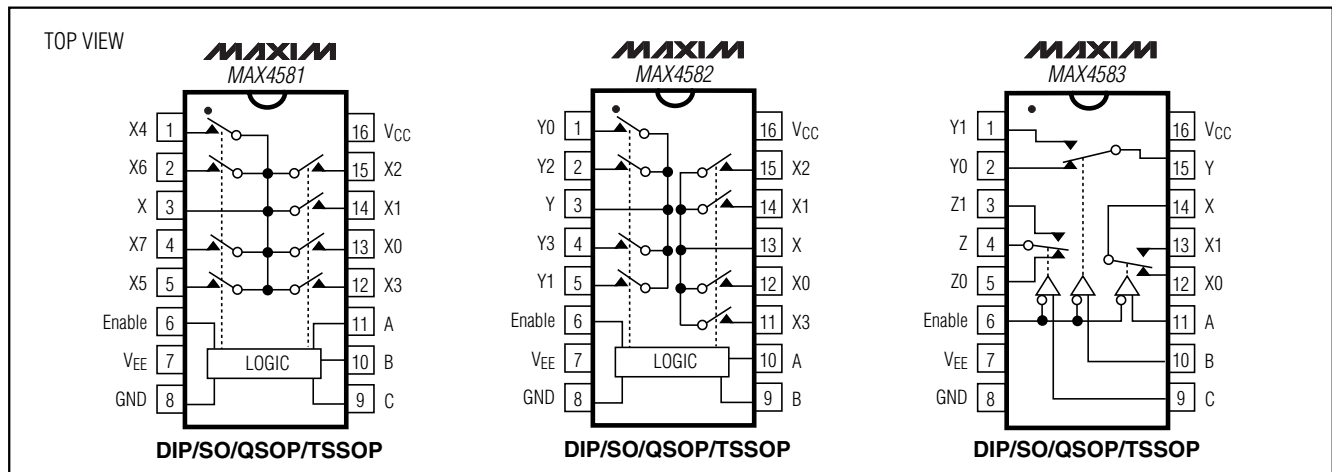 TOP VIEW
MAXIM
MAX4581
X4 1
X6 2
X 3
X7 4
X5 5
Enable 6
VEE 7
GND 8
16 VCC
15 X2
14 X1
13 X0
12 X3
11 A
10 B
9 C
LOGIC
DIP/SO/QSOP/TSSOP
MAXIM
MAX4582
Y0 1
Y2 2
Y 3
Y3 4
Y1 5
Enable 6
VEE 7
GND 8
16 VCC
15 X2
14 X1
13 X
12 X0
11 X3
10 A
9 B
LOGIC
DIP/SO/QSOP/TSSOP
MAXIM
MAX4583
Y1 1
Y0 2
Z1 3
Z 4
Z0 5
Enable 6
VEE 7
GND 8
16 VCC
15 Y
14 X
13 X1
12 X0
11 A
10 B
9 C
DIP/SO/QSOP/TSSOP